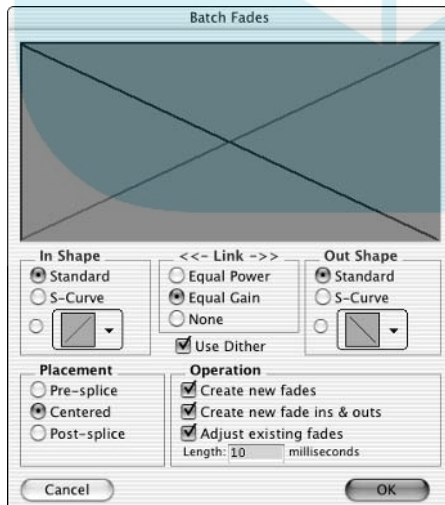 Batch Fades
In Shape
Standard
S-Curve
<<- Link ->>
Equal Power
Equal Gain
None
Use Dither
Out Shape
Standard
S-Curve
Placement
Pre-splice
Centered
Post-splice
Operation
Create new fades
Create new fade ins & outs
Adjust existing fades
Length: 10 milliseconds
Cancel
OK